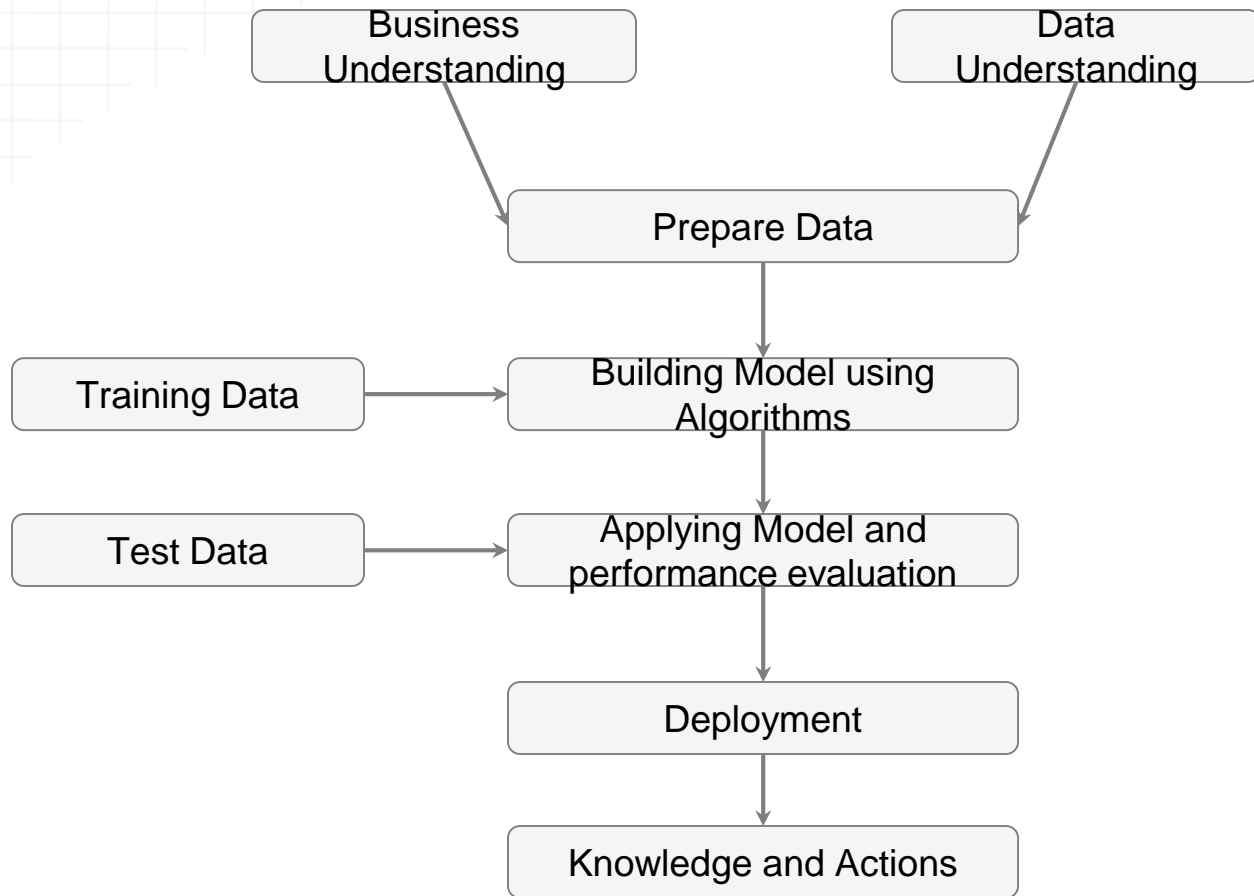 Business
Understanding
Data
Understanding
Prepare Data
Training Data
Building Model using
Algorithms
Test Data
Applying Model and
performance evaluation
Deployment
Knowledge and Actions